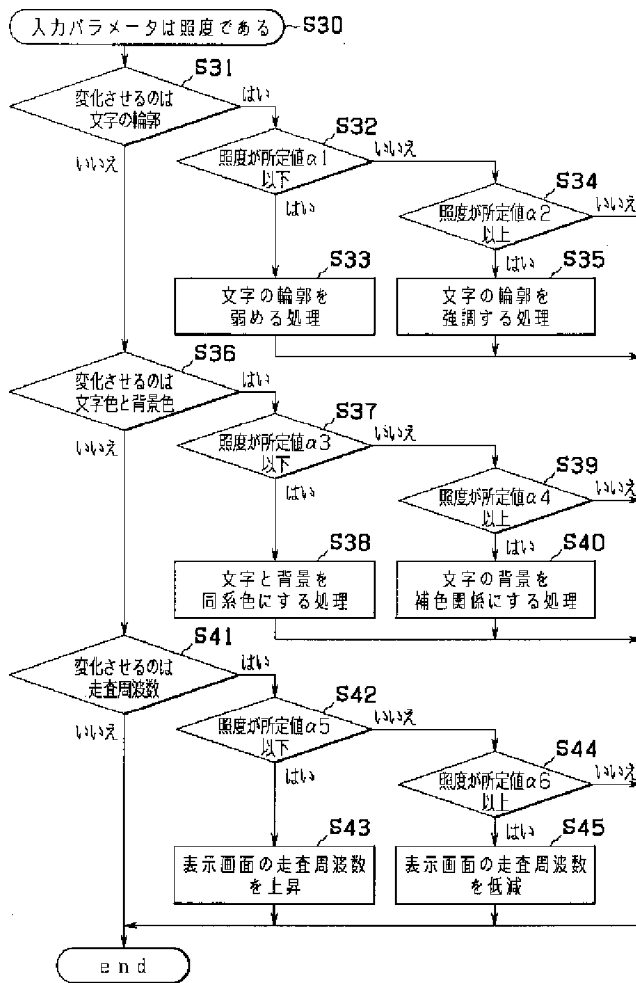 入力パラメータは照度である
S30
S31
変化させるのは
文字の輪郭
はい
いいえ
S32
照度が所定値α1
以下
いいえ
はい
S34
照度が所定値α2
以上
いいえ
はい
S33
文字の輪郭を
弱める処理
S35
文字の輪郭を
強調する処理
S36
変化させるのは
文字色と背景色
はい
いいえ
S37
照度が所定値α3
以下
いいえ
はい
S39
照度が所定値α4
以上
いいえ
はい
S38
文字と背景を
同系色にする処理
S40
文字の背景を
補色関係にする処理
S41
変化させるのは
走査周波数
はい
いいえ
S42
照度が所定値α5
以下
いいえ
はい
S44
照度が所定値α6
以上
いいえ
はい
S43
表示画面の走査周波数
を上昇
S45
表示画面の走査周波数
を低減
end